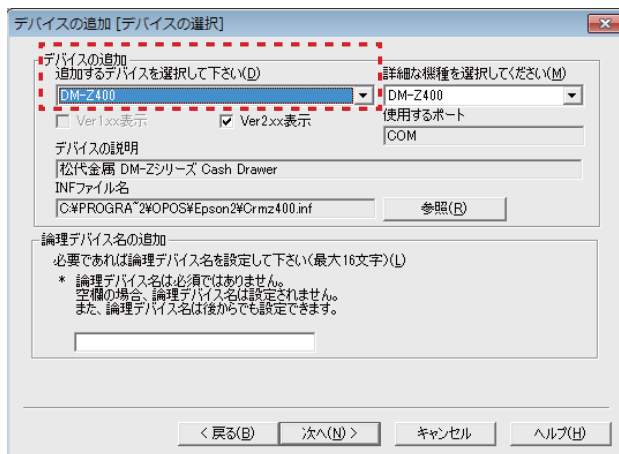 デバイスの追加 [デバイスの選択]
デバイスの追加
追加するデバイスを選択して下さい(D)
詳細な機種を選択してください(M)
DM-Z400
DM-Z400
Ver1xx表示
Ver2xx表示
使用するポート
COM
デバイスの説明
松代金属 DM-Zシリーズ Cash Drawer
INFファイル名
C:¥PROGRA~2¥OPOS¥Epson2¥Crmz400.inf
参照(R)
論理デバイス名の追加
必要であれば論理デバイス名を設定して下さい(最大16文字)(L)
* 論理デバイス名は必須ではありません。
空欄の場合、論理デバイス名は設定されません。
また、論理デバイス名は後からでも設定できます。
< 戻る(B)
次へ(N) >
キャンセル
ヘルプ(H)